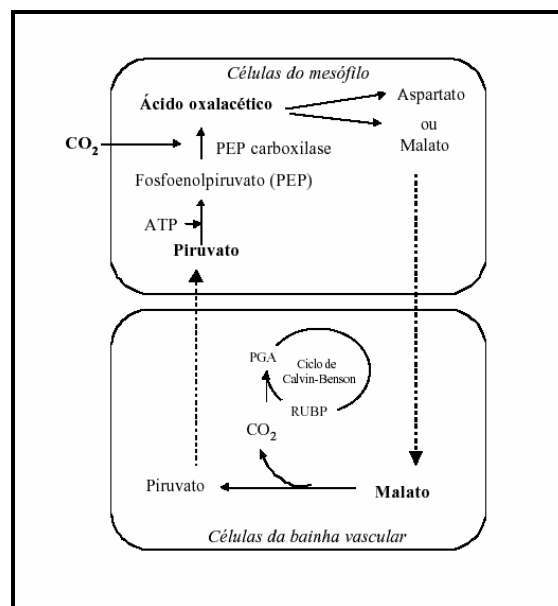 Células do mesófilo
Ácido oxalacético
Aspartato
ou
Malato
CO₂
PEP carboxilase
Fosfoenolpiruvato (PEP)
ATP
Piruvato
PGA
Ciclo de
Calvin-Benson
RUBP
CO₂
Piruvato
Malato
Células da bainha vascular